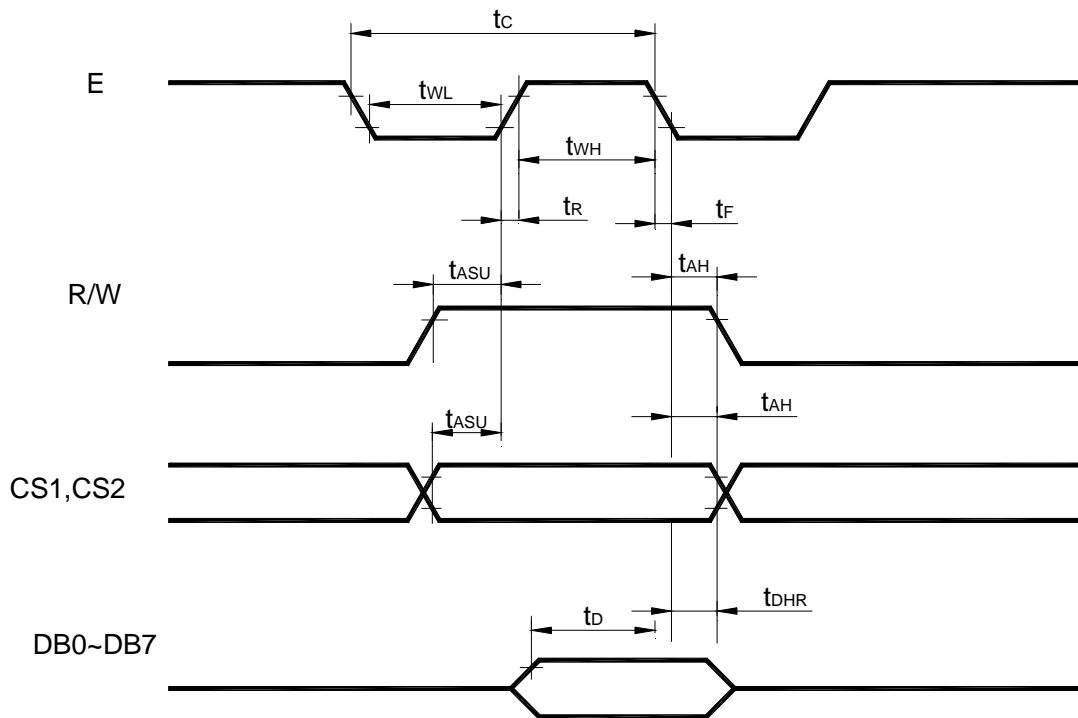 tC
E
tWL
tWH
tR
tF
tASU
tAH
R/W
tASU
tAH
CS1,CS2
tD
tDHR
DB0~DB7